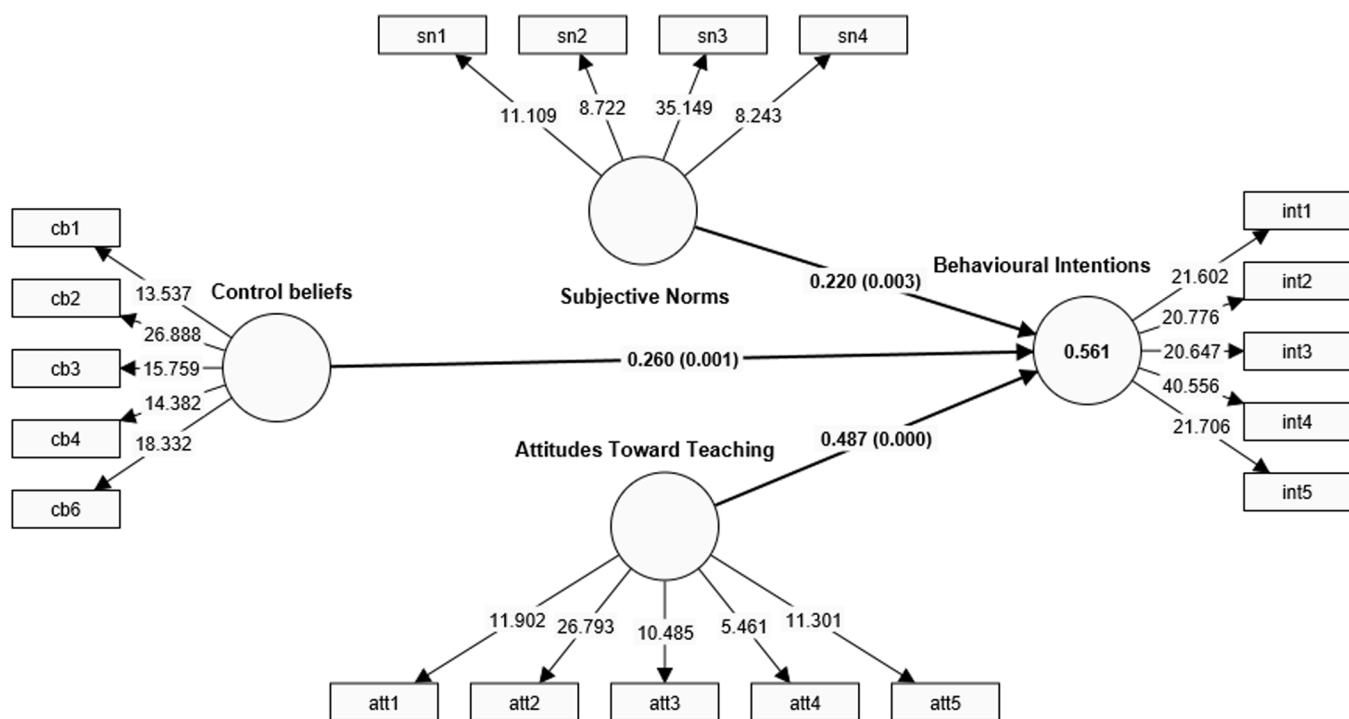 sn1
sn2
sn3
sn4
11.109
8.722
35.149
8.243
cb1
cb2
cb3
cb4
cb6
13.537
26.888
15.759
14.382
18.332
Control beliefs
Subjective Norms
0.220 (0.003)
0.260 (0.001)
0.487 (0.000)
Behavioural Intentions
0.561
21.602
20.776
20.647
40.556
21.706
int1
int2
int3
int4
int5
Attitudes Toward Teaching
11.902
26.793
10.485
5.461
11.301
att1
att2
att3
att4
att5